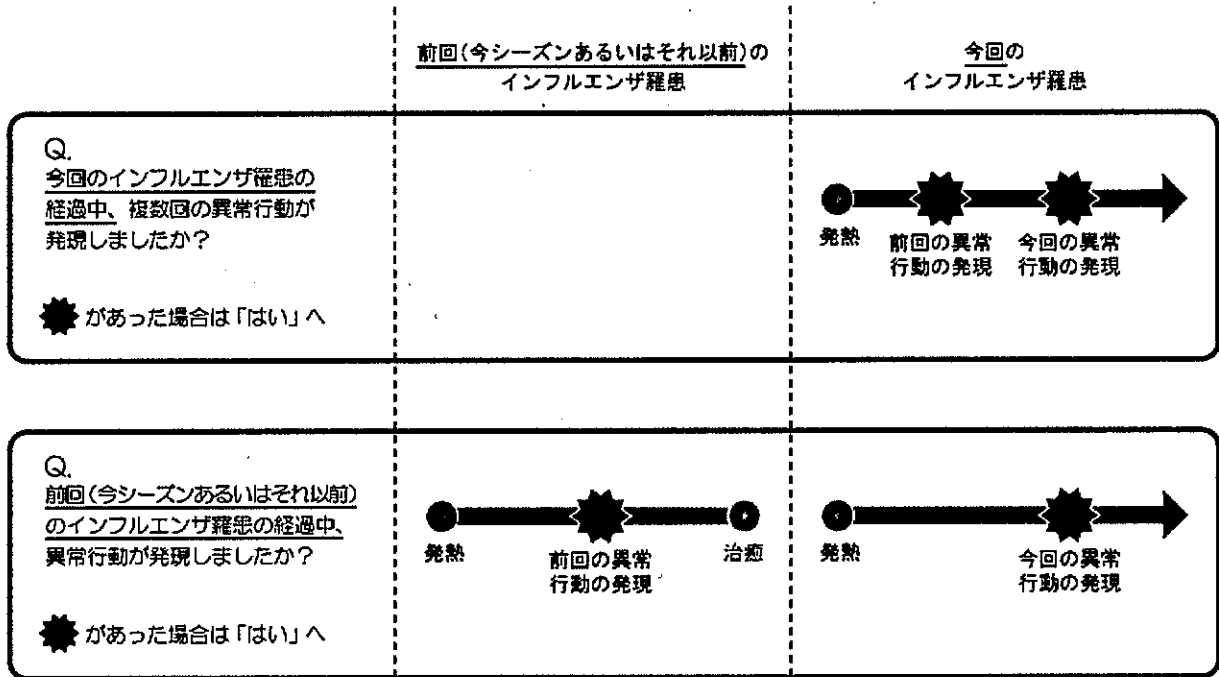 前回(今シーズンあるいはそれ以前)の
インフルエンザ罹患
今回の
インフルエンザ罹患
Q.
今回のインフルエンザ罹患の
経過中、複数回の異常行動が
発現しましたか？
があった場合は「はい」へ
発熱
前回の異常
行動の発現
今回の異常
行動の発現
Q.
前回(今シーズンあるいはそれ以前)
のインフルエンザ罹患の経過中、
異常行動が発現しましたか？
があった場合は「はい」へ
発熱
前回の異常
行動の発現
治癒
発熱
今回の異常
行動の発現